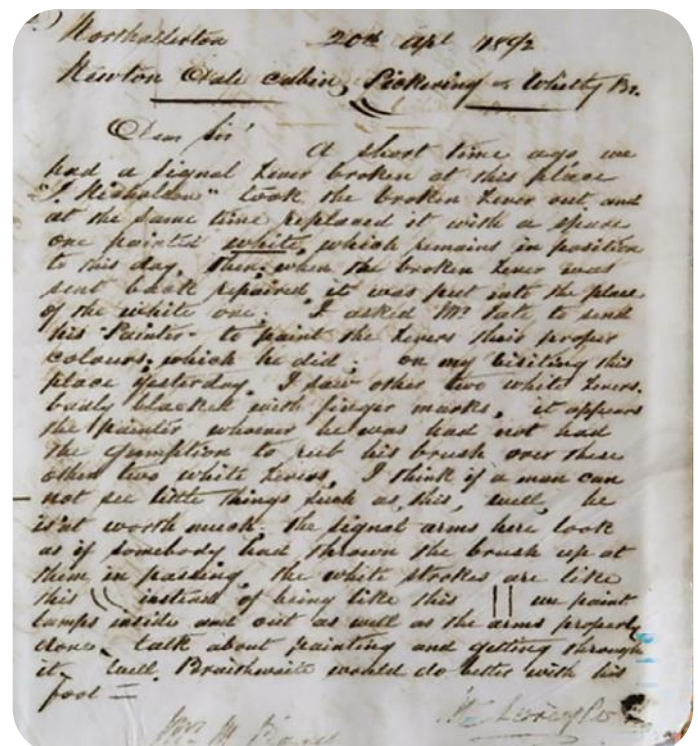 Northallerton 20th Apl 1892
Newton Dale cabin, Pickering & Whitby Br.
Dear Sir'
A short time ago we
had a signal Lever broken at this place
"J. Nicholson" took the broken Lever out and
at the same time replaced it with a spare
one painted white, which remains in position
to this day. Then, when the broken Lever was
sent back repaired it was put into the place
of the white one; I asked Mr. Tate to send
his "Painter" to paint the Levers their proper
colours, which he did; on my visiting this
place yesterday, I saw other two white Levers.
badly blacked with finger marks, it appears
the painter whoever he was had not had
the gumption to rub his brush over these
other two white Levers, I think if a man can
not see little things such as, this, well, he
isn't worth much. the signal arms here look
as if somebody had thrown the brush up at
them in passing, the white strokes are like
this \\ instead of being like this || we paint
lamps inside and out as well as the arms properly
done. talk about painting and getting through
it. Well. Braithwaite would do better with his
foot =
Mr. M.